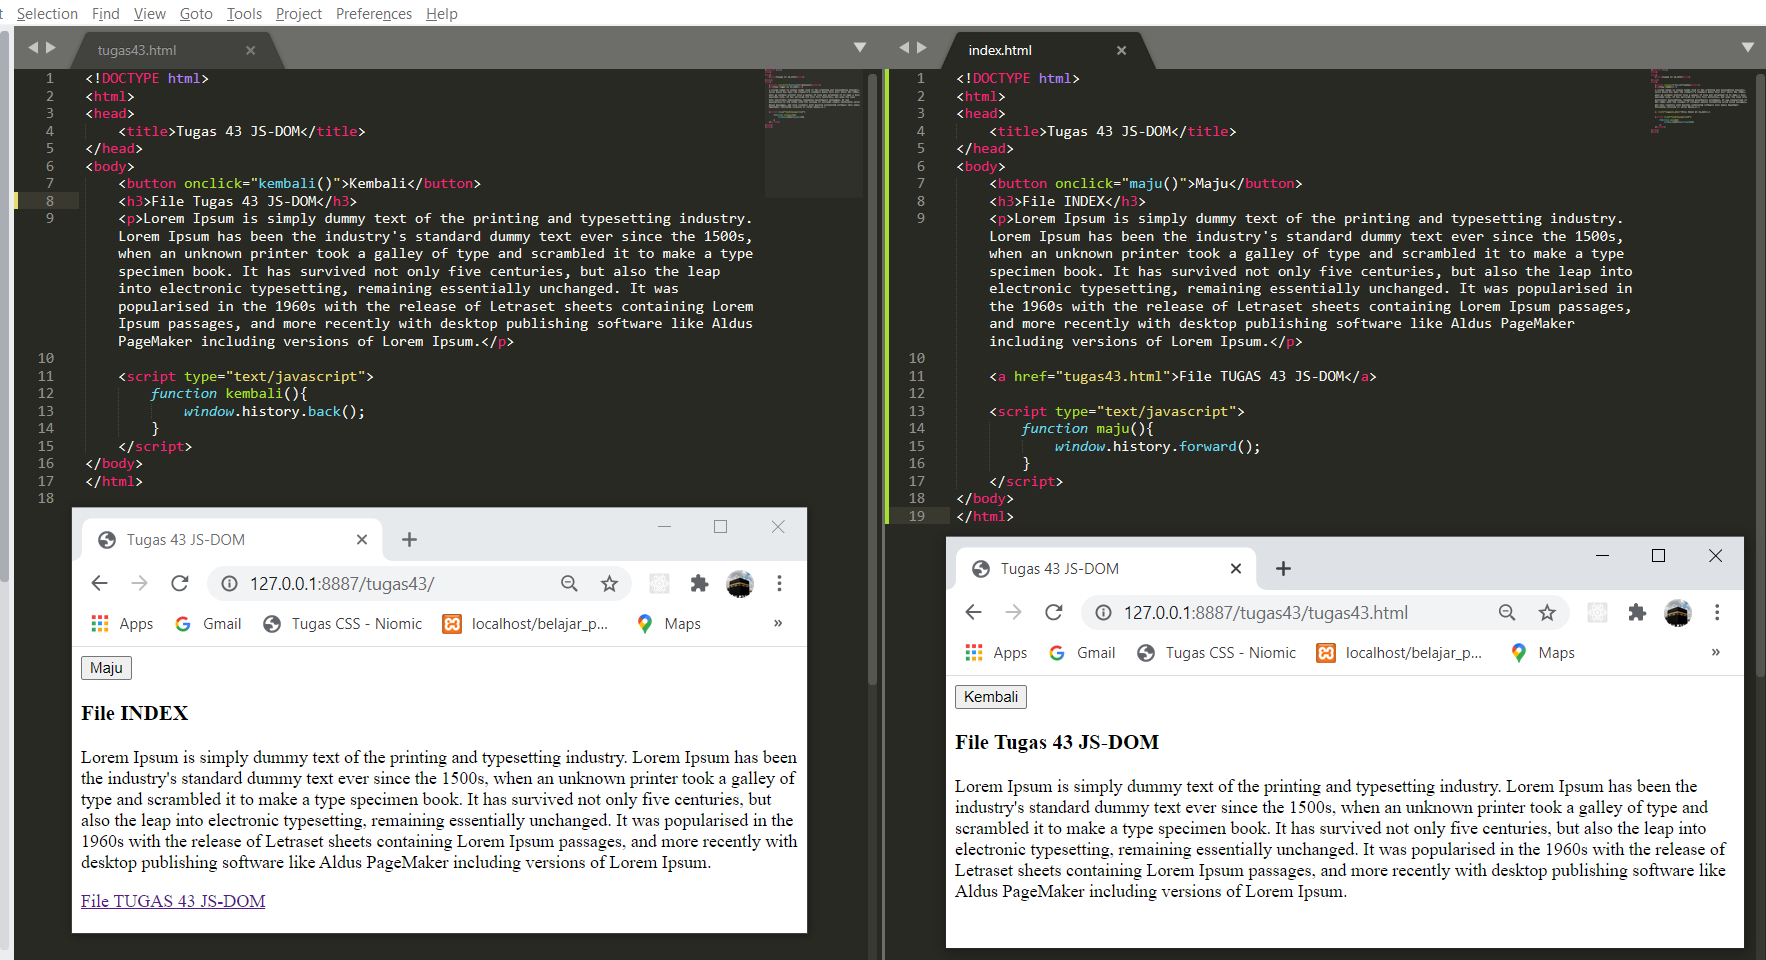 t Selection Find View Goto Tools Project Preferences Help
tugas43.html
1 <!DOCTYPE html>
2 <html>
3 <head>
4 <title>Tugas 43 JS-DOM</title>
5 </head>
6 <body>
7 <button onclick="kembali()">Kembali</button>
8 <h3>File Tugas 43 JS-DOM</h3>
9 <p>Lorem Ipsum is simply dummy text of the printing and typesetting industry.
Lorem Ipsum has been the industry's standard dummy text ever since the 1500s,
when an unknown printer took a galley of type and scrambled it to make a type
specimen book. It has survived not only five centuries, but also the leap
into electronic typesetting, remaining essentially unchanged. It was
popularised in the 1960s with the release of Letraset sheets containing Lorem
Ipsum passages, and more recently with desktop publishing software like Aldus
PageMaker including versions of Lorem Ipsum.</p>
10
11 <script type="text/javascript">
12 function kembali(){
13 window.history.back();
14 }
15 </script>
16 </body>
17 </html>
18
index.html
1 <!DOCTYPE html>
2 <html>
3 <head>
4 <title>Tugas 43 JS-DOM</title>
5 </head>
6 <body>
7 <button onclick="maju()">Maju</button>
8 <h3>File INDEX</h3>
9 <p>Lorem Ipsum is simply dummy text of the printing and typesetting industry.
Lorem Ipsum has been the industry's standard dummy text ever since the 1500s,
when an unknown printer took a galley of type and scrambled it to make a type
specimen book. It has survived not only five centuries, but also the leap into
electronic typesetting, remaining essentially unchanged. It was popularised in
the 1960s with the release of Letraset sheets containing Lorem Ipsum passages,
and more recently with desktop publishing software like Aldus PageMaker
including versions of Lorem Ipsum.</p>
10
11 <a href="tugas43.html">File TUGAS 43 JS-DOM</a>
12
13 <script type="text/javascript">
14 function maju(){
15 window.history.forward();
16 }
17 </script>
18 </body>
19 </html>
Tugas 43 JS-DOM
127.0.0.1:8887/tugas43/
Apps Gmail Tugas CSS - Niomic localhost/belajar_p... Maps »
Maju
File INDEX
Lorem Ipsum is simply dummy text of the printing and typesetting industry. Lorem Ipsum has been
the industry's standard dummy text ever since the 1500s, when an unknown printer took a galley of
type and scrambled it to make a type specimen book. It has survived not only five centuries, but
also the leap into electronic typesetting, remaining essentially unchanged. It was popularised in the
1960s with the release of Letraset sheets containing Lorem Ipsum passages, and more recently with
desktop publishing software like Aldus PageMaker including versions of Lorem Ipsum.
File TUGAS 43 JS-DOM
Tugas 43 JS-DOM
127.0.0.1:8887/tugas43/tugas43.html
Apps Gmail Tugas CSS - Niomic localhost/belajar_p... Maps »
Kembali
File Tugas 43 JS-DOM
Lorem Ipsum is simply dummy text of the printing and typesetting industry. Lorem Ipsum has been the
industry's standard dummy text ever since the 1500s, when an unknown printer took a galley of type and
scrambled it to make a type specimen book. It has survived not only five centuries, but also the leap into
electronic typesetting, remaining essentially unchanged. It was popularised in the 1960s with the release of
Letraset sheets containing Lorem Ipsum passages, and more recently with desktop publishing software like
Aldus PageMaker including versions of Lorem Ipsum.